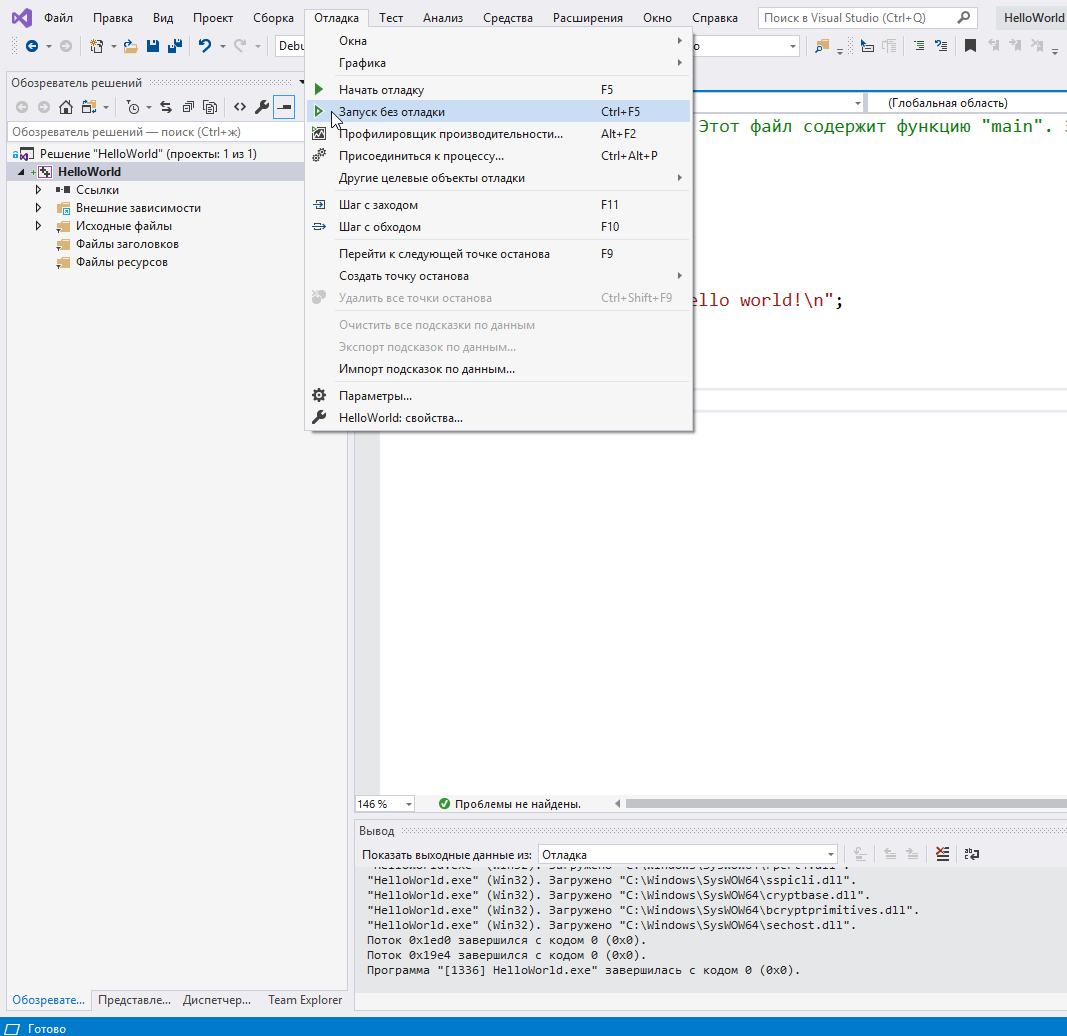 Файл Правка Вид Проект Сборка Отладка Тест Анализ Средства Расширения Окно Справка Поиск в Visual Studio (Ctrl+Q) HelloWorld
Debu
Окна
Графика
Начать отладку F5
Запуск без отладки Ctrl+F5
Профилировщик производительности... Alt+F2
Присоединиться к процессу... Ctrl+Alt+P
Другие целевые объекты отладки
Шаг с заходом F11
Шаг с обходом F10
Перейти к следующей точке останова F9
Создать точку останова
Удалить все точки останова Ctrl+Shift+F9
Очистить все подсказки по данным
Экспорт подсказок по данным...
Импорт подсказок по данным...
Параметры...
HelloWorld: свойства...
Обозреватель решений
Обозреватель решений — поиск (Ctrl+ж)
Решение "HelloWorld" (проекты: 1 из 1)
HelloWorld
Ссылки
Внешние зависимости
Исходные файлы
Файлы заголовков
Файлы ресурсов
(Глобальная область)
Этот файл содержит функцию "main".
ello world!\n";
146 % Проблемы не найдены.
Вывод
Показать выходные данные из: Отладка
"HelloWorld.exe" (Win32). Загружено "C:\Windows\SysWOW64\sspicli.dll".
"HelloWorld.exe" (Win32). Загружено "C:\Windows\SysWOW64\cryptbase.dll".
"HelloWorld.exe" (Win32). Загружено "C:\Windows\SysWOW64\bcryptprimitives.dll".
"HelloWorld.exe" (Win32). Загружено "C:\Windows\SysWOW64\sechost.dll".
Поток 0x1ed0 завершился с кодом 0 (0x0).
Поток 0x19e4 завершился с кодом 0 (0x0).
Программа "[1336] HelloWorld.exe" завершилась с кодом 0 (0x0).
Обозревате... Представле... Диспетчер... Team Explorer
Готово